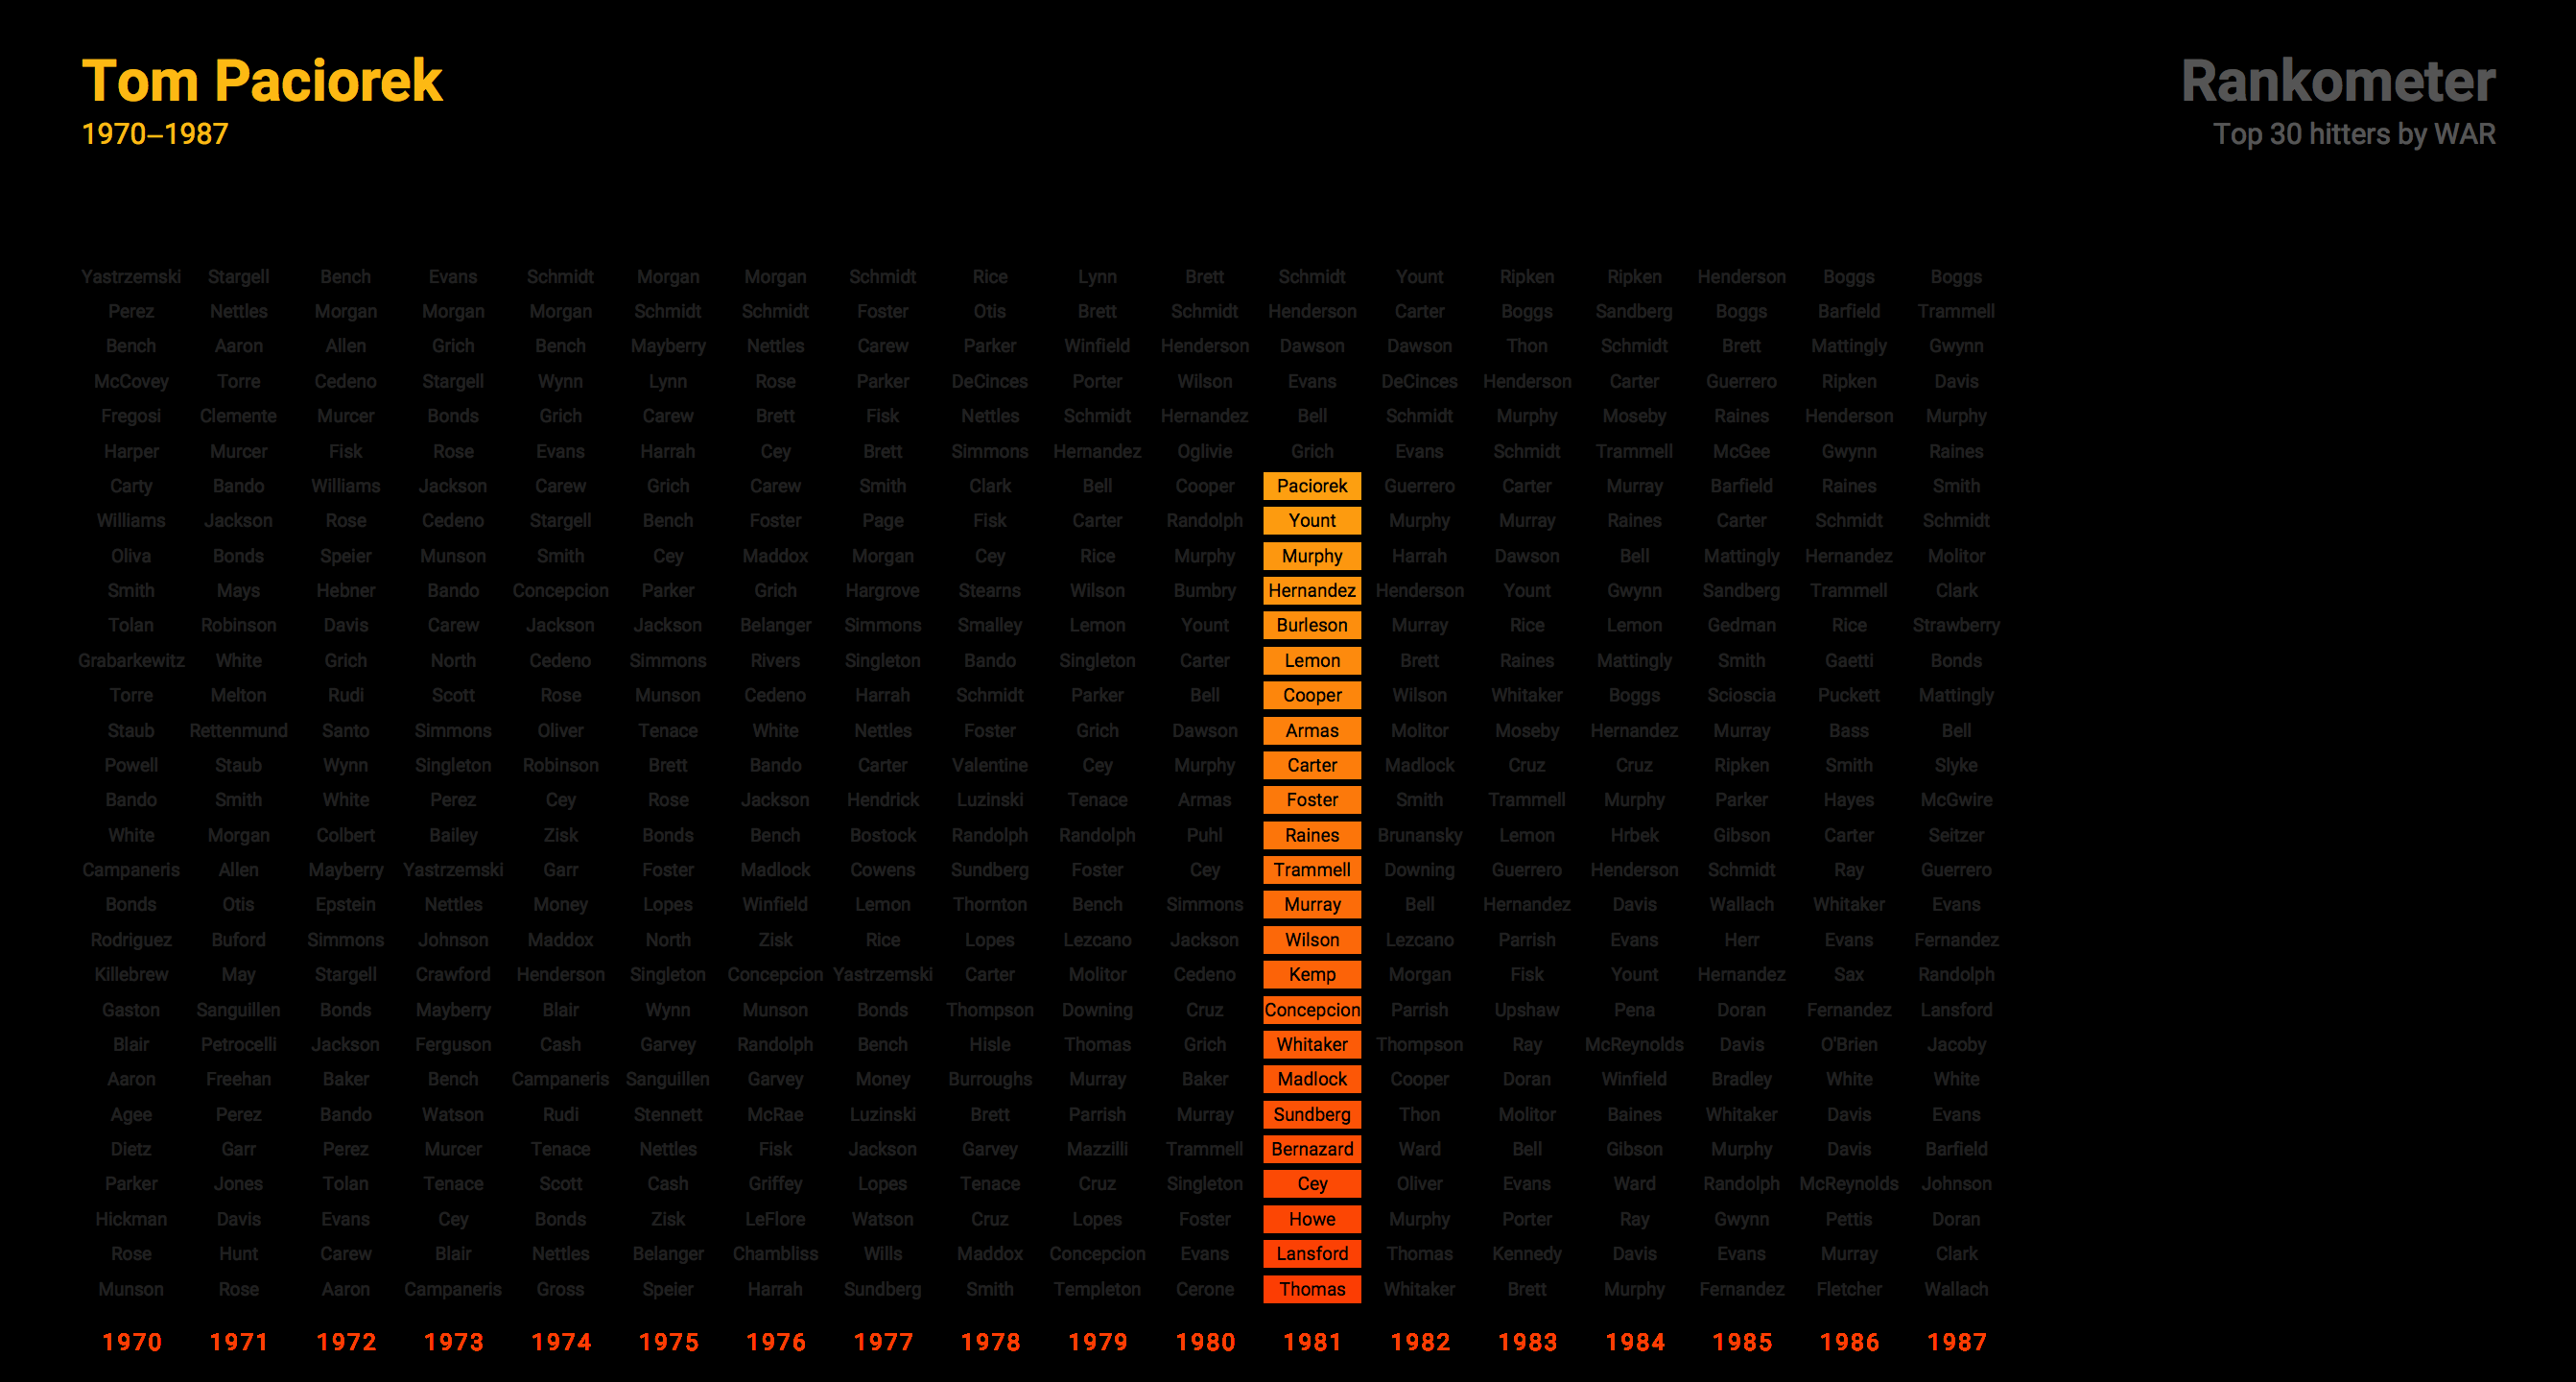 Tom Paciorek
1970–1987
Rankometer
Top 30 hitters by WAR
Yastrzemski Stargell Bench Evans Schmidt Morgan Morgan Schmidt Rice Lynn Brett Schmidt Yount Ripken Ripken Henderson Boggs Boggs
Perez Nettles Morgan Morgan Morgan Schmidt Schmidt Foster Otis Brett Schmidt Henderson Carter Boggs Sandberg Boggs Barfield Trammell
Bench Aaron Allen Grich Bench Mayberry Nettles Carew Parker Winfield Henderson Dawson Dawson Thon Schmidt Brett Mattingly Gwynn
McCovey Torre Cedeno Stargell Wynn Lynn Rose Parker DeCinces Porter Wilson Evans DeCinces Henderson Carter Guerrero Ripken Davis
Fregosi Clemente Murcer Bonds Grich Carew Brett Fisk Nettles Schmidt Hernandez Bell Schmidt Murphy Moseby Raines Henderson Murphy
Harper Murcer Fisk Rose Evans Harrah Cey Brett Simmons Hernandez Oglivie Grich Evans Schmidt Trammell McGee Gwynn Raines
Carty Bando Williams Jackson Carew Grich Carew Smith Clark Bell Cooper Paciorek Guerrero Carter Murray Barfield Raines Smith
Williams Jackson Rose Cedeno Stargell Bench Foster Page Fisk Carter Randolph Yount Murphy Murray Raines Carter Schmidt Schmidt
Oliva Bonds Speier Munson Smith Cey Maddox Morgan Cey Rice Murphy Murphy Harrah Dawson Bell Mattingly Hernandez Molitor
Smith Mays Hebner Bando Concepcion Parker Grich Hargrove Stearns Wilson Bumbry Hernandez Henderson Yount Gwynn Sandberg Trammell Clark
Tolan Robinson Davis Carew Jackson Jackson Belanger Simmons Smalley Lemon Yount Burleson Murray Rice Lemon Gedman Rice Strawberry
Grabarkewitz White Grich North Cedeno Simmons Rivers Singleton Bando Singleton Carter Lemon Brett Raines Mattingly Smith Gaetti Bonds
Torre Melton Rudi Scott Rose Munson Cedeno Harrah Schmidt Parker Bell Cooper Wilson Whitaker Boggs Scioscia Puckett Mattingly
Staub Rettenmund Santo Simmons Oliver Tenace White Nettles Foster Grich Dawson Armas Molitor Moseby Hernandez Murray Bass Bell
Powell Staub Wynn Singleton Robinson Brett Bando Carter Valentine Cey Murphy Carter Madlock Cruz Cruz Ripken Smith Slyke
Bando Smith White Perez Cey Rose Jackson Hendrick Luzinski Tenace Armas Foster Smith Trammell Murphy Parker Hayes McGwire
White Morgan Colbert Bailey Zisk Bonds Bench Bostock Randolph Randolph Puhl Raines Brunansky Lemon Hrbek Gibson Carter Seitzer
Campaneris Allen Mayberry Yastrzemski Garr Foster Madlock Cowens Sundberg Foster Cey Trammell Downing Guerrero Henderson Schmidt Ray Guerrero
Bonds Otis Epstein Nettles Money Lopes Winfield Lemon Thornton Bench Simmons Murray Bell Hernandez Davis Wallach Whitaker Evans
Rodriguez Buford Simmons Johnson Maddox North Zisk Rice Lopes Lezcano Jackson Wilson Lezcano Parrish Evans Herr Evans Fernandez
Killebrew May Stargell Crawford Henderson Singleton Concepcion Yastrzemski Carter Molitor Cedeno Kemp Morgan Fisk Yount Hernandez Sax Randolph
Gaston Sanguillen Bonds Mayberry Blair Wynn Munson Bonds Thompson Downing Cruz Concepcion Parrish Upshaw Pena Doran Fernandez Lansford
Blair Petrocelli Jackson Ferguson Cash Garvey Randolph Bench Hisle Thomas Grich Whitaker Thompson Ray McReynolds Davis O'Brien Jacoby
Aaron Freehan Baker Bench Campaneris Sanguillen Garvey Money Burroughs Murray Baker Madlock Cooper Doran Winfield Bradley White White
Agee Perez Bando Watson Rudi Stennett McRae Luzinski Brett Parrish Murray Sundberg Thon Molitor Baines Whitaker Davis Evans
Dietz Garr Perez Murcer Tenace Nettles Fisk Jackson Garvey Mazzilli Trammell Bernazard Ward Bell Gibson Murphy Davis Barfield
Parker Jones Tolan Tenace Scott Cash Griffey Lopes Tenace Cruz Singleton Cey Oliver Evans Ward Randolph McReynolds Johnson
Hickman Davis Evans Cey Bonds Zisk LeFlore Watson Cruz Lopes Foster Howe Murphy Porter Ray Gwynn Pettis Doran
Rose Hunt Carew Blair Nettles Belanger Chambliss Wills Maddox Concepcion Evans Lansford Thomas Kennedy Davis Evans Murray Clark
Munson Rose Aaron Campaneris Gross Speier Harrah Sundberg Smith Templeton Cerone Thomas Whitaker Brett Murphy Fernandez Fletcher Wallach
1970 1971 1972 1973 1974 1975 1976 1977 1978 1979 1980 1981 1982 1983 1984 1985 1986 1987